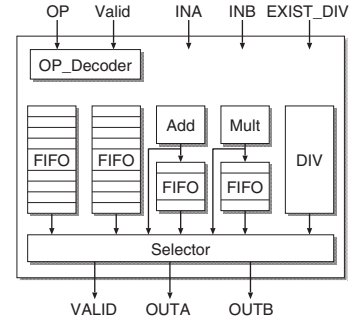 OP Valid INA INB EXIST_DIV
OP_Decoder
Add Mult
FIFO FIFO DIV
FIFO FIFO
Selector
VALID OUTA OUTB